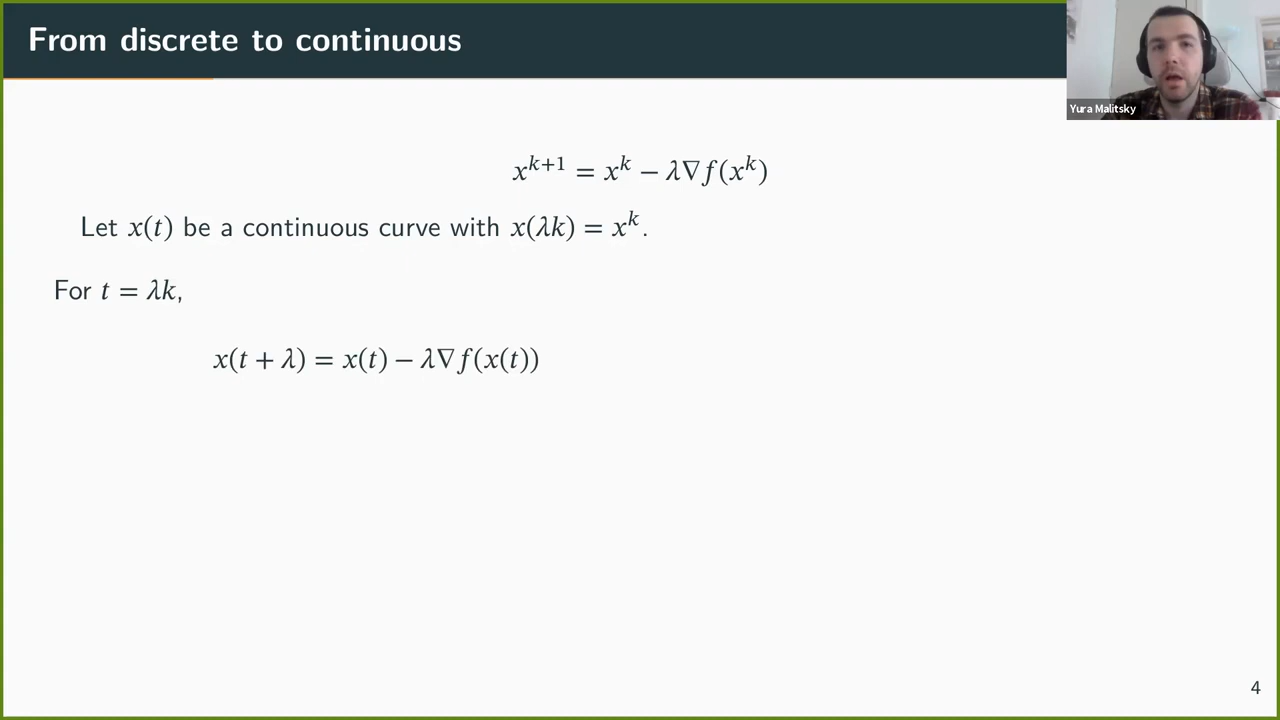 From discrete to continuous
Yura Malitsky
x^{k+1} = x^k − λ∇f(x^k)
Let x(t) be a continuous curve with x(λk) = x^k.
For t = λk,
x(t + λ) = x(t) − λ∇f(x(t))
4